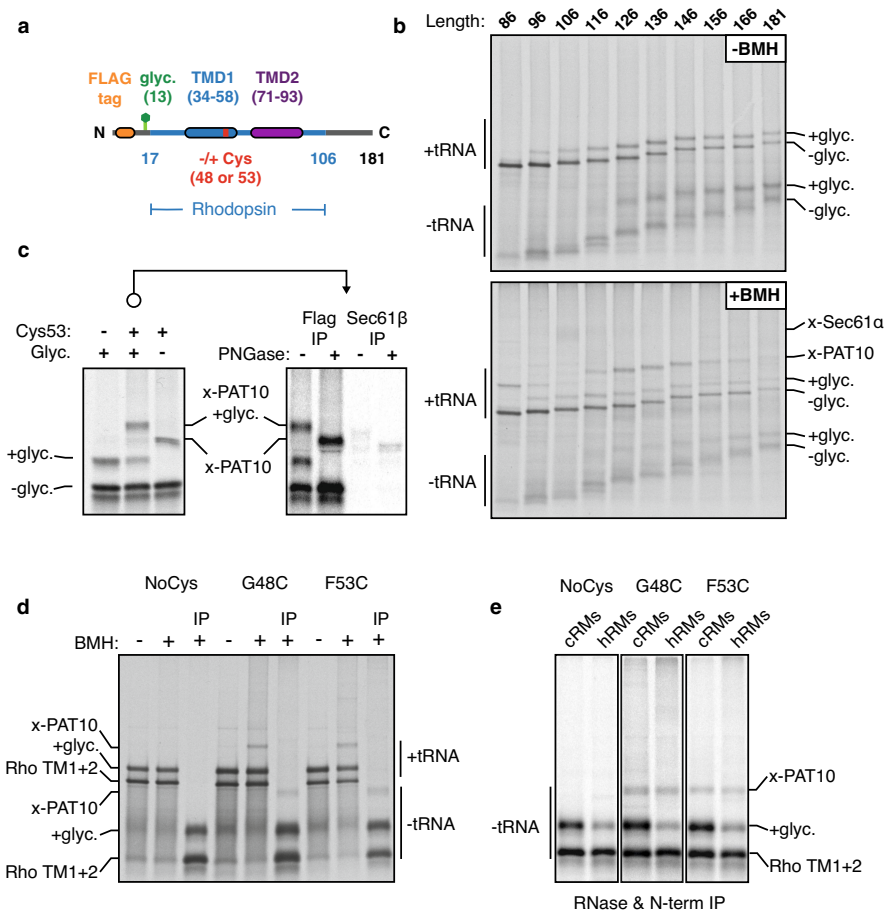 a
FLAG tag
glyc. (13)
TMD1 (34-58)
TMD2 (71-93)
N
C
17
-/+ Cys (48 or 53)
106
181
Rhodopsin
b
Length: 86 96 106 116 126 136 146 156 166 181
-BMH
+tRNA
-tRNA
+glyc.
-glyc.
+glyc.
-glyc.
+BMH
+tRNA
-tRNA
x-Sec61α
x-PAT10
+glyc.
-glyc.
+glyc.
-glyc.
c
Cys53: - + +
Glyc.: + + -
+glyc.
-glyc.
x-PAT10
+glyc.
x-PAT10
Flag IP
Sec61β IP
PNGase: - + - +
d
NoCys G48C F53C
IP IP IP
BMH: - + + - + + - + +
x-PAT10
+glyc.
Rho TM1+2
x-PAT10
+glyc.
Rho TM1+2
+tRNA
-tRNA
e
NoCys G48C F53C
cRMs hRMs cRMs hRMs cRMs hRMs
-tRNA
x-PAT10
+glyc.
Rho TM1+2
RNase & N-term IP